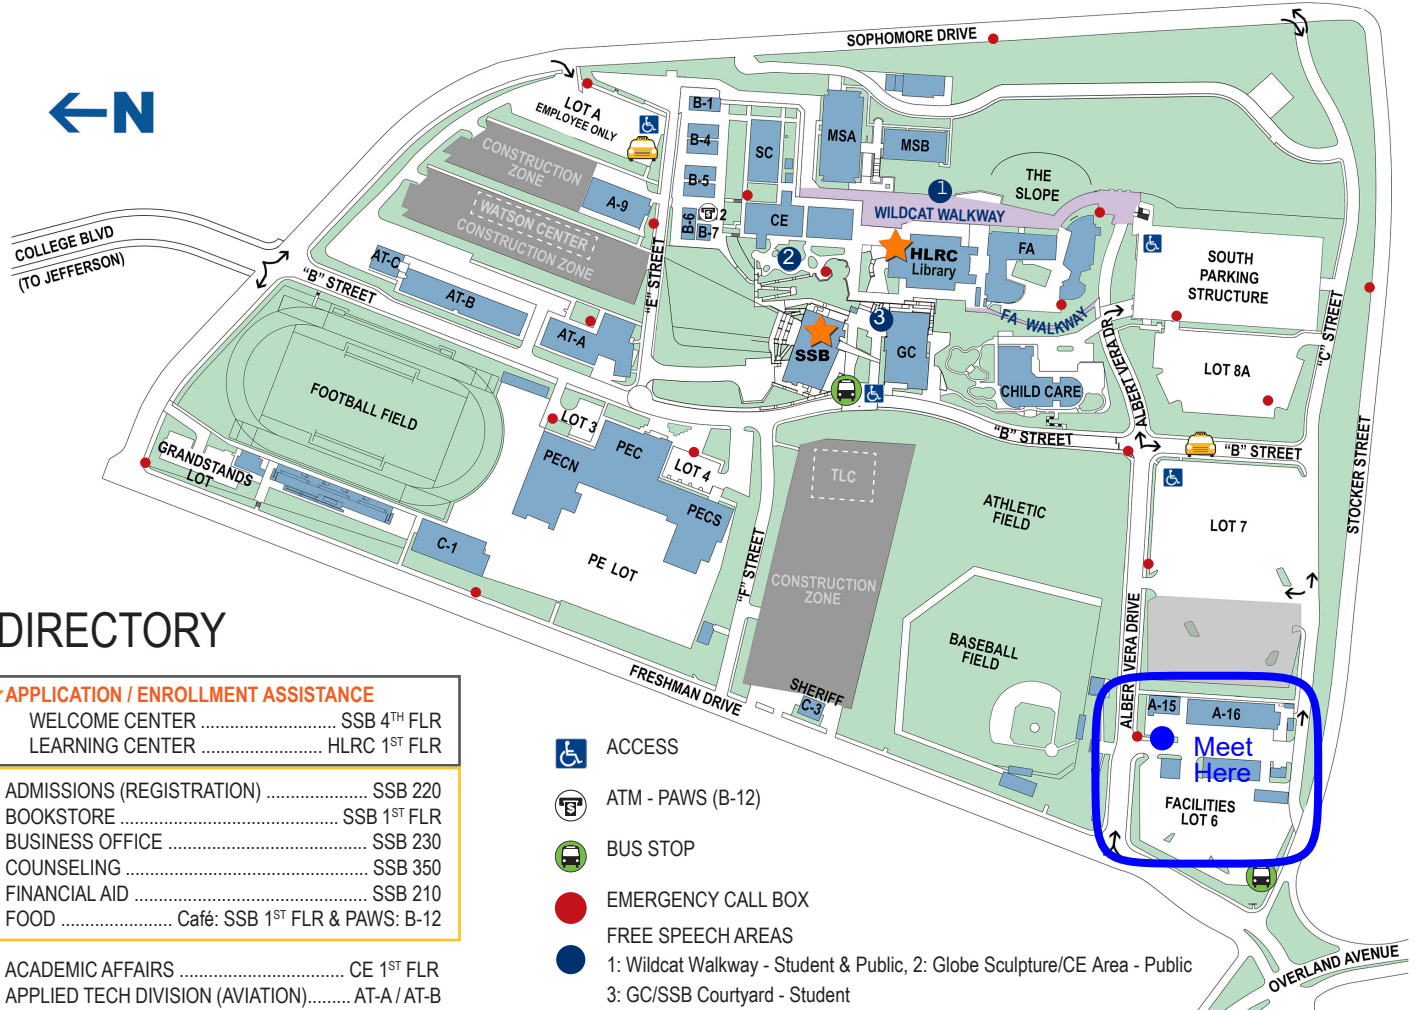 SOPHOMORE DRIVE
N
LOT A
EMPLOYEE ONLY
B-1
B-4
B-5
B-6
B-7
2
SC
MSA
MSB
CE
CONSTRUCTION
ZONE
A-9
WATSON CENTER
CONSTRUCTION ZONE
THE
SLOPE
1
WILDCAT WALKWAY
2
HLRC
Library
FA
FA WALKWAY
SOUTH
PARKING
STRUCTURE
COLLEGE BLVD
(TO JEFFERSON)
"B" STREET
"E" STREET
AT-C
AT-B
AT-A
3
SSB
GC
CHILD CARE
ALBERT VERA DR.
LOT 8A
"C" STREET
STOCKER STREET
FOOTBALL FIELD
GRANDSTANDS
LOT
LOT 3
PECN
PEC
LOT 4
PECS
C-1
PE LOT
"F" STREET
"B" STREET
"B" STREET
TLC
CONSTRUCTION
ZONE
ATHLETIC
FIELD
BASEBALL
FIELD
LOT 7
ALBERT VERA DRIVE
FRESHMAN DRIVE
SHERIFF
C-3
A-15
A-16
Meet
Here
FACILITIES
LOT 6
OVERLAND AVENUE
DIRECTORY
APPLICATION / ENROLLMENT ASSISTANCE
WELCOME CENTER ............................ SSB 4TH FLR
LEARNING CENTER ............................ HLRC 1ST FLR
ADMISSIONS (REGISTRATION) ...................... SSB 220
BOOKSTORE .............................................. SSB 1ST FLR
BUSINESS OFFICE ........................................... SSB 230
COUNSELING ................................................... SSB 350
FINANCIAL AID ................................................. SSB 210
FOOD ....................... Café: SSB 1ST FLR & PAWS: B-12
ACADEMIC AFFAIRS ................................... CE 1ST FLR
APPLIED TECH DIVISION (AVIATION)......... AT-A / AT-B
ACCESS
ATM - PAWS (B-12)
BUS STOP
EMERGENCY CALL BOX
FREE SPEECH AREAS
1: Wildcat Walkway - Student & Public, 2: Globe Sculpture/CE Area - Public
3: GC/SSB Courtyard - Student